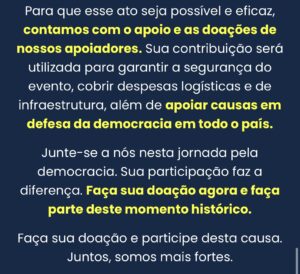 Para que esse ato seja possível e eficaz,
contamos com o apoio e as doações de
nossos apoiadores. Sua contribuição será
utilizada para garantir a segurança do
evento, cobrir despesas logísticas e de
infraestrutura, além de apoiar causas em
defesa da democracia em todo o país.
Junte-se a nós nesta jornada pela
democracia. Sua participação faz a
diferença. Faça sua doação agora e faça
parte deste momento histórico.
Faça sua doação e participe desta causa.
Juntos, somos mais fortes.